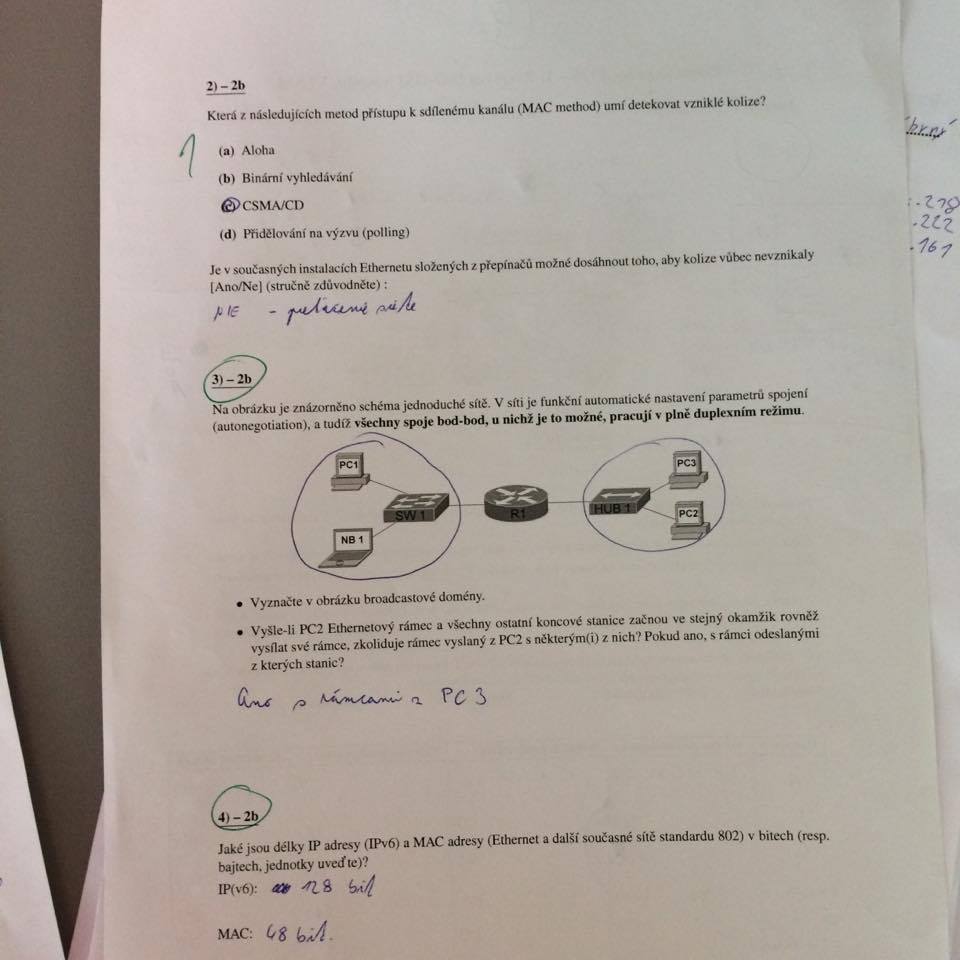 2) – 2b
Která z následujících metod přístupu k sdílenému kanálu (MAC method) umí detekovat vzniklé kolize?
1
(a) Aloha
(b) Binární vyhledávání
(c) CSMA/CD
(d) Přidělování na výzvu (polling)
Je v současných instalacích Ethernetu složených z přepínačů možné dosáhnout toho, aby kolize vůbec nevznikaly
[Ano/Ne] (stručně zdůvodněte) :
NIE -
3) – 2b
Na obrázku je znázorněno schéma jednoduché sítě. V síti je funkční automatické nastavení parametrů spojení
(autonegotiation), a tudíž všechny spoje bod-bod, u nichž je to možné, pracují v plně duplexním režimu.
PC1
SW 1
NB 1
R1
HUB 1
PC3
PC2
• Vyznačte v obrázku broadcastové domény.
• Vyšle-li PC2 Ethernetový rámec a všechny ostatní koncové stanice začnou ve stejný okamžik rovněž
vysílat své rámce, zkoliduje rámec vyslaný z PC2 s některým(i) z nich? Pokud ano, s rámci odeslanými
z kterých stanic?
Ano s rámcami z PC 3
4) – 2b
Jaké jsou délky IP adresy (IPv6) a MAC adresy (Ethernet a další současné sítě standardu 802) v bitech (resp.
bajtech, jednotky uveďte)?
IP(v6): 128 bit
MAC: 48 bit.
.222
.161